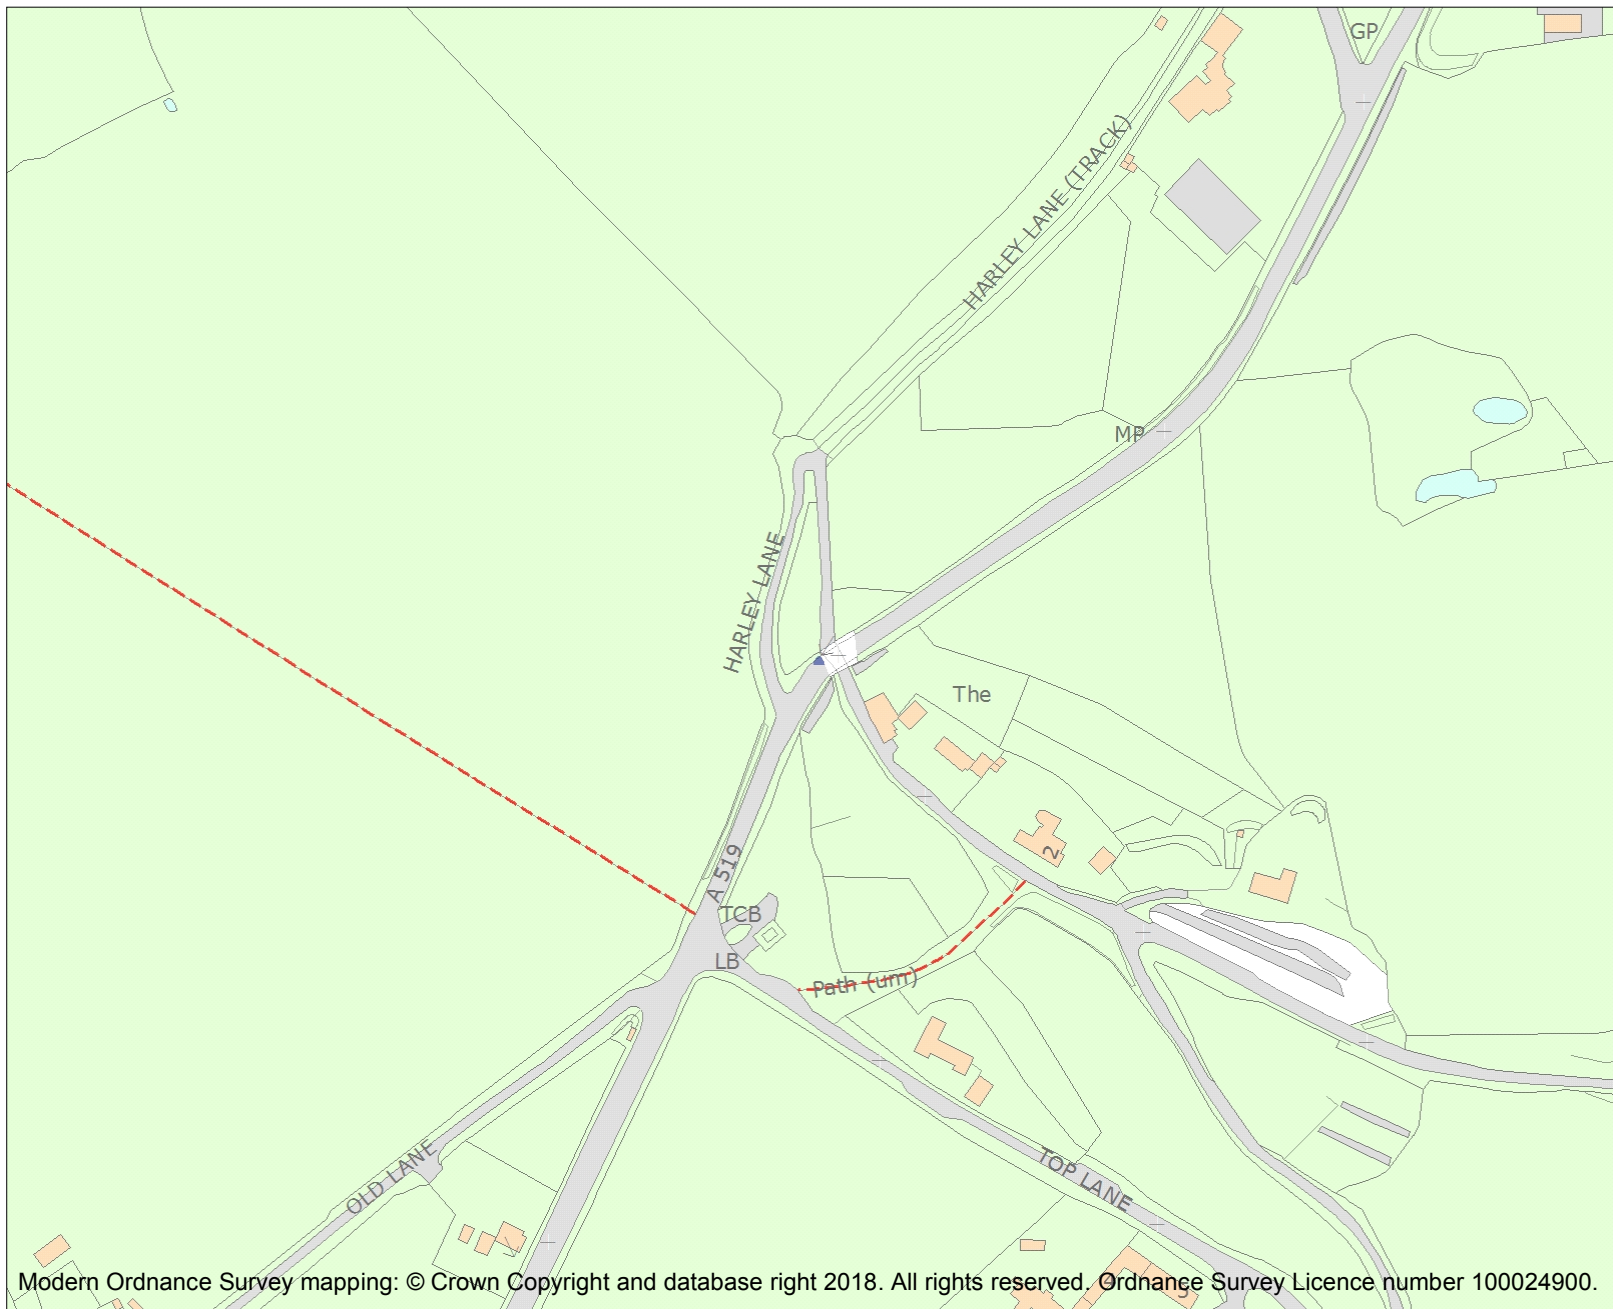 GP
HARLEY LANE (TRACK)
MP
HARLEY LANE
The
2
A 519
TCB
LB
Path (um)
OLD LANE
TOP LANE
5
Modern Ordnance Survey mapping: © Crown Copyright and database right 2018. All rights reserved. Ordnance Survey Licence number 100024900.